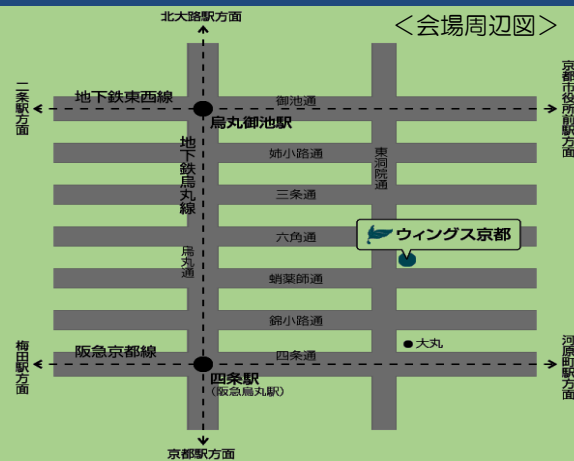 北大路駅方面
＜会場周辺図＞
二条駅方面
地下鉄東西線
御池通
京都市役所前駅方面
烏丸御池駅
地下鉄烏丸線
姉小路通
東洞院通
三条通
六角通
ウィングス京都
烏丸通
蛸薬師通
錦小路通
大丸
梅田駅方面
阪急京都線
四条通
河原町駅方面
四条駅
（阪急烏丸駅）
京都駅方面